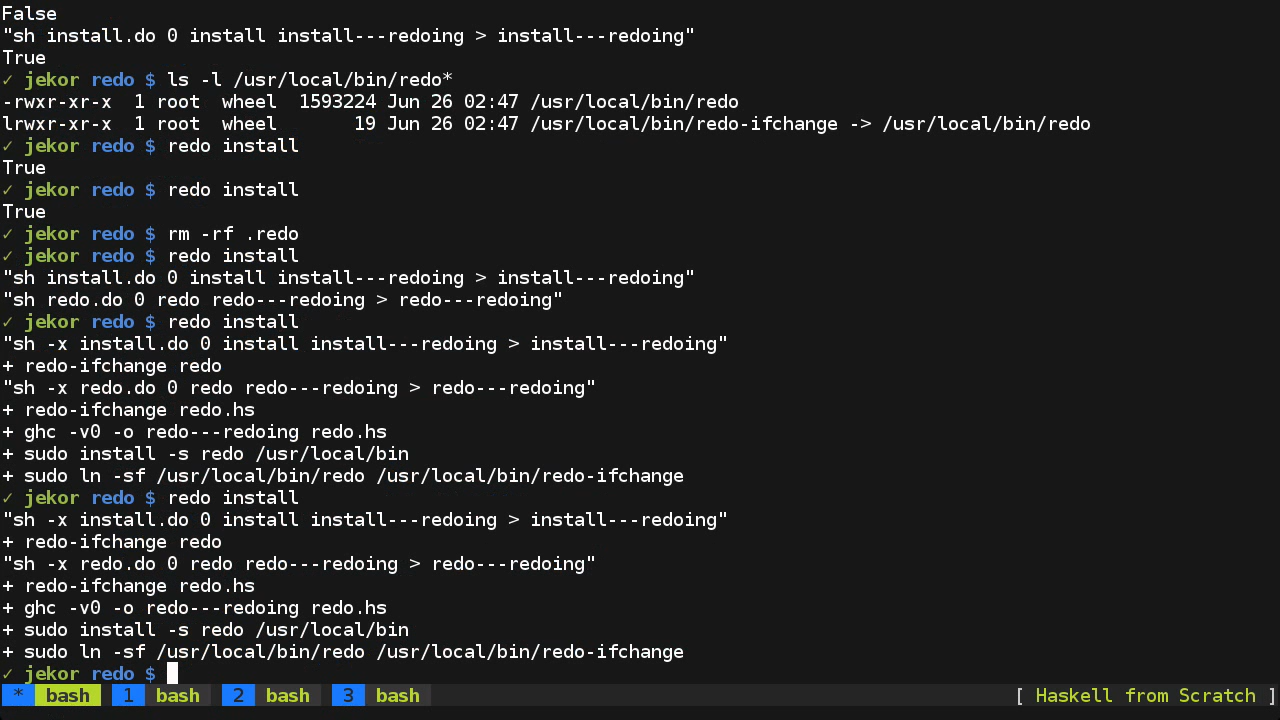 False
"sh install.do 0 install install---redoing > install---redoing"
True
✓ jekor redo $ ls -l /usr/local/bin/redo*
-rwxr-xr-x  1 root  wheel  1593224 Jun 26 02:47 /usr/local/bin/redo
lrwxr-xr-x  1 root  wheel       19 Jun 26 02:47 /usr/local/bin/redo-ifchange -> /usr/local/bin/redo
✓ jekor redo $ redo install
True
✓ jekor redo $ redo install
True
✓ jekor redo $ rm -rf .redo
✓ jekor redo $ redo install
"sh install.do 0 install install---redoing > install---redoing"
"sh redo.do 0 redo redo---redoing > redo---redoing"
✓ jekor redo $ redo install
"sh -x install.do 0 install install---redoing > install---redoing"
+ redo-ifchange redo
"sh -x redo.do 0 redo redo---redoing > redo---redoing"
+ redo-ifchange redo.hs
+ ghc -v0 -o redo---redoing redo.hs
+ sudo install -s redo /usr/local/bin
+ sudo ln -sf /usr/local/bin/redo /usr/local/bin/redo-ifchange
✓ jekor redo $ redo install
"sh -x install.do 0 install install---redoing > install---redoing"
+ redo-ifchange redo
"sh -x redo.do 0 redo redo---redoing > redo---redoing"
+ redo-ifchange redo.hs
+ ghc -v0 -o redo---redoing redo.hs
+ sudo install -s redo /usr/local/bin
+ sudo ln -sf /usr/local/bin/redo /usr/local/bin/redo-ifchange
✓ jekor redo $
* bash 1 bash 2 bash 3 bash [ Haskell from Scratch ]